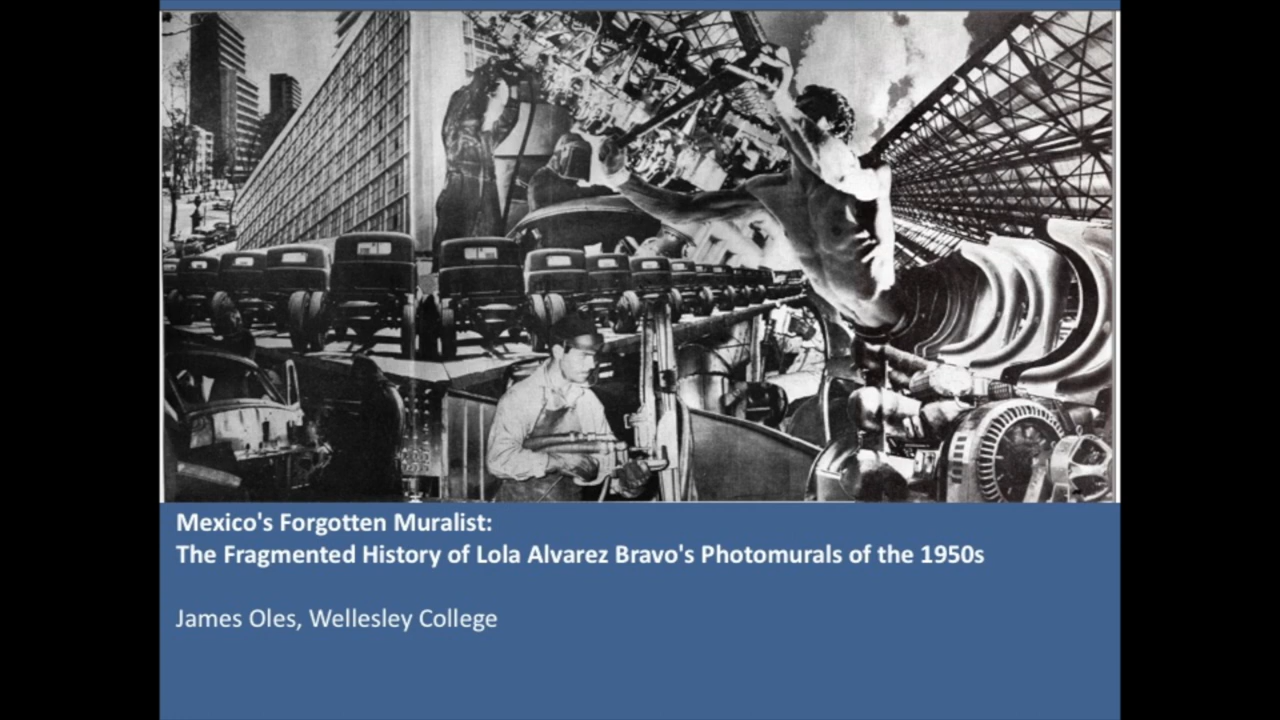 Mexico's Forgotten Muralist:
The Fragmented History of Lola Alvarez Bravo's Photomurals of the 1950s
James Oles, Wellesley College